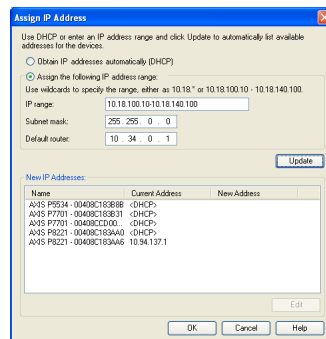 Assign IP Address
Use DHCP or enter an IP address range and click Update to automatically list available
addresses for the devices.
Obtain IP addresses automatically (DHCP)
Assign the following IP address range:
Use wildcards to specify the range, either as 10.18.* or 10.18.100.10 - 10.18.140.100.
IP range: 10.18.100.10-10.18.140.100
Subnet mask: 255 . 255 . 0 . 0
Default router: 10 . 34 . 0 . 1
Update
New IP Addresses:
Name Current Address New Address
AXIS P5534 - 00408C183B8B <DHCP>
AXIS P7701 - 00408C183B31 <DHCP>
AXIS P7701 - 00408CCD00... <DHCP>
AXIS P8221 - 00408C183AA0 <DHCP>
AXIS P8221 - 00408C183AA6 10.94.137.1
Edit
OK Cancel Help